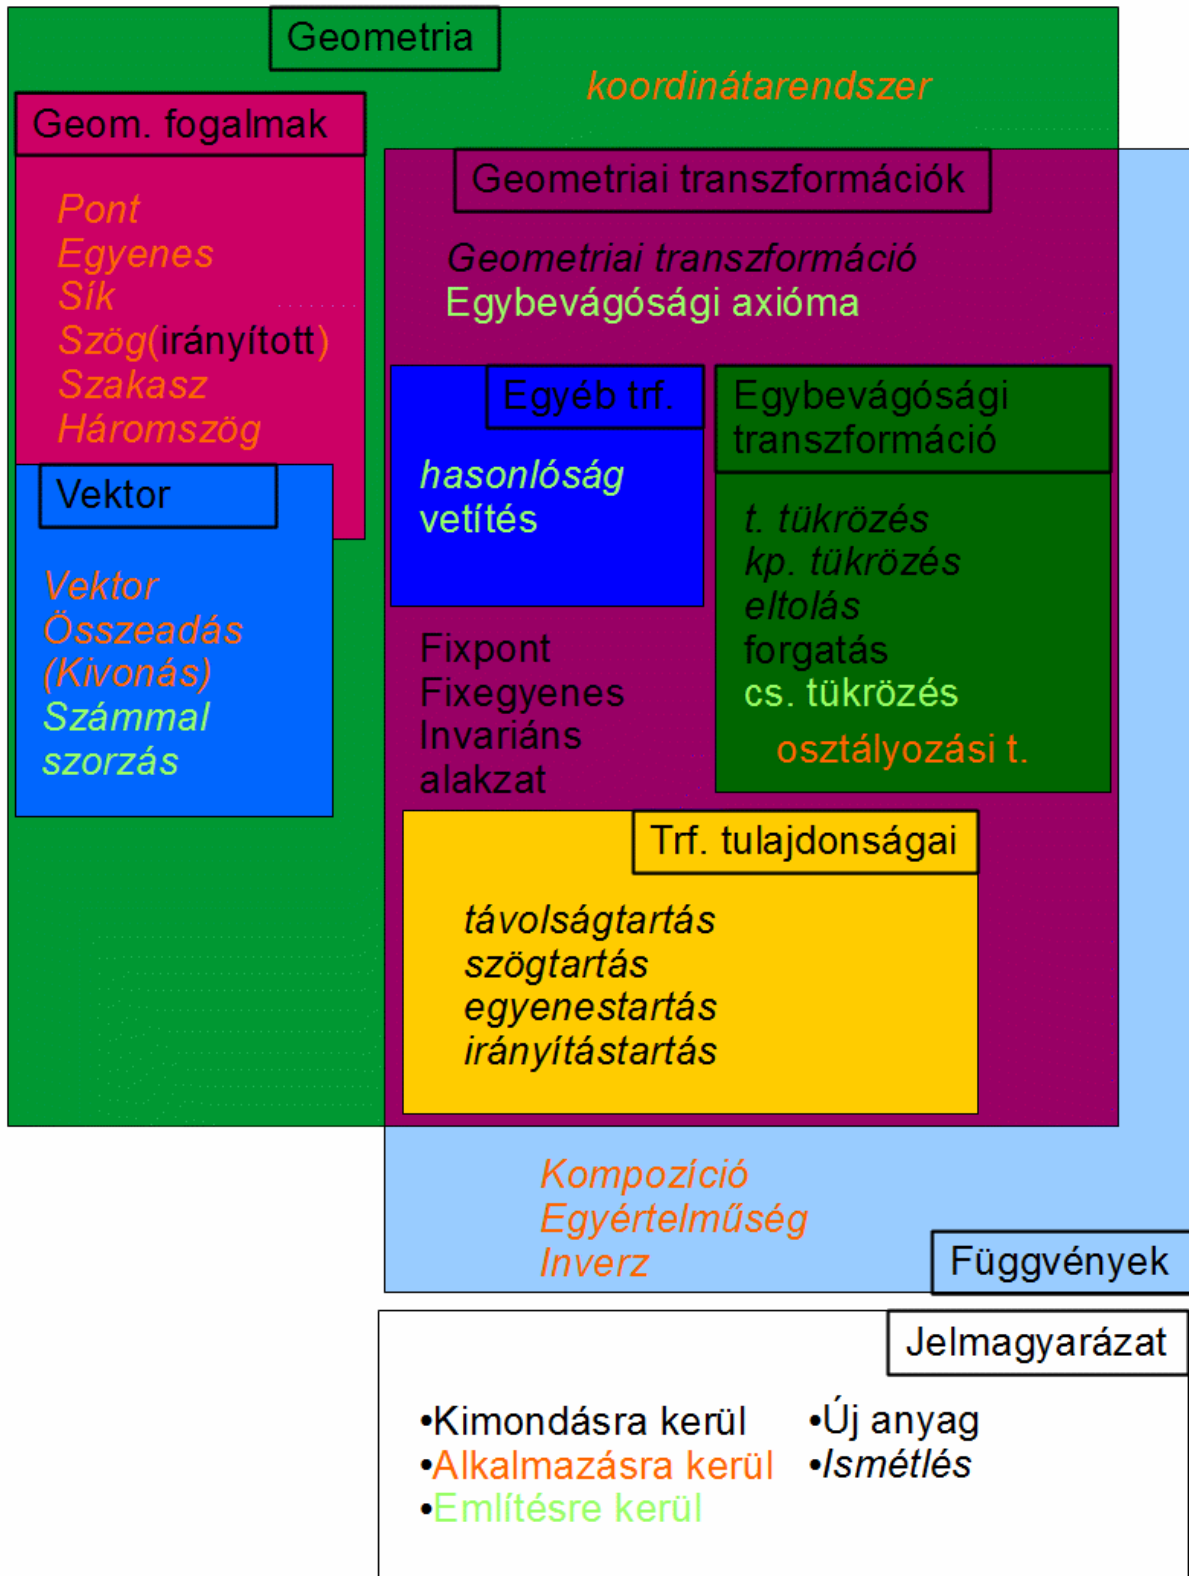 Geometria
koordinátarendszer
Geom. fogalmak
Pont
Egyenes
Sík
Szög(irányított)
Szakasz
Háromszög
Vektor
Vektor
Összeadás
(Kivonás)
Számmal
szorzás
Geometriai transzformációk
Geometriai transzformáció
Egybevágósági axióma
Egyéb trf.
hasonlóság
vetítés
Egybevágósági
transzformáció
t. tükrözés
kp. tükrözés
eltolás
forgatás
cs. tükrözés
osztályozási t.
Fixpont
Fixegyenes
Invariáns
alakzat
Trf. tulajdonságai
távolságtartás
szögtartás
egyenestartás
irányítástartás
Kompozíció
Egyértelműség
Inverz
Függvények
Jelmagyarázat
•Kimondásra kerül
•Alkalmazásra kerül
•Említésre kerül
•Új anyag
•Ismétlés